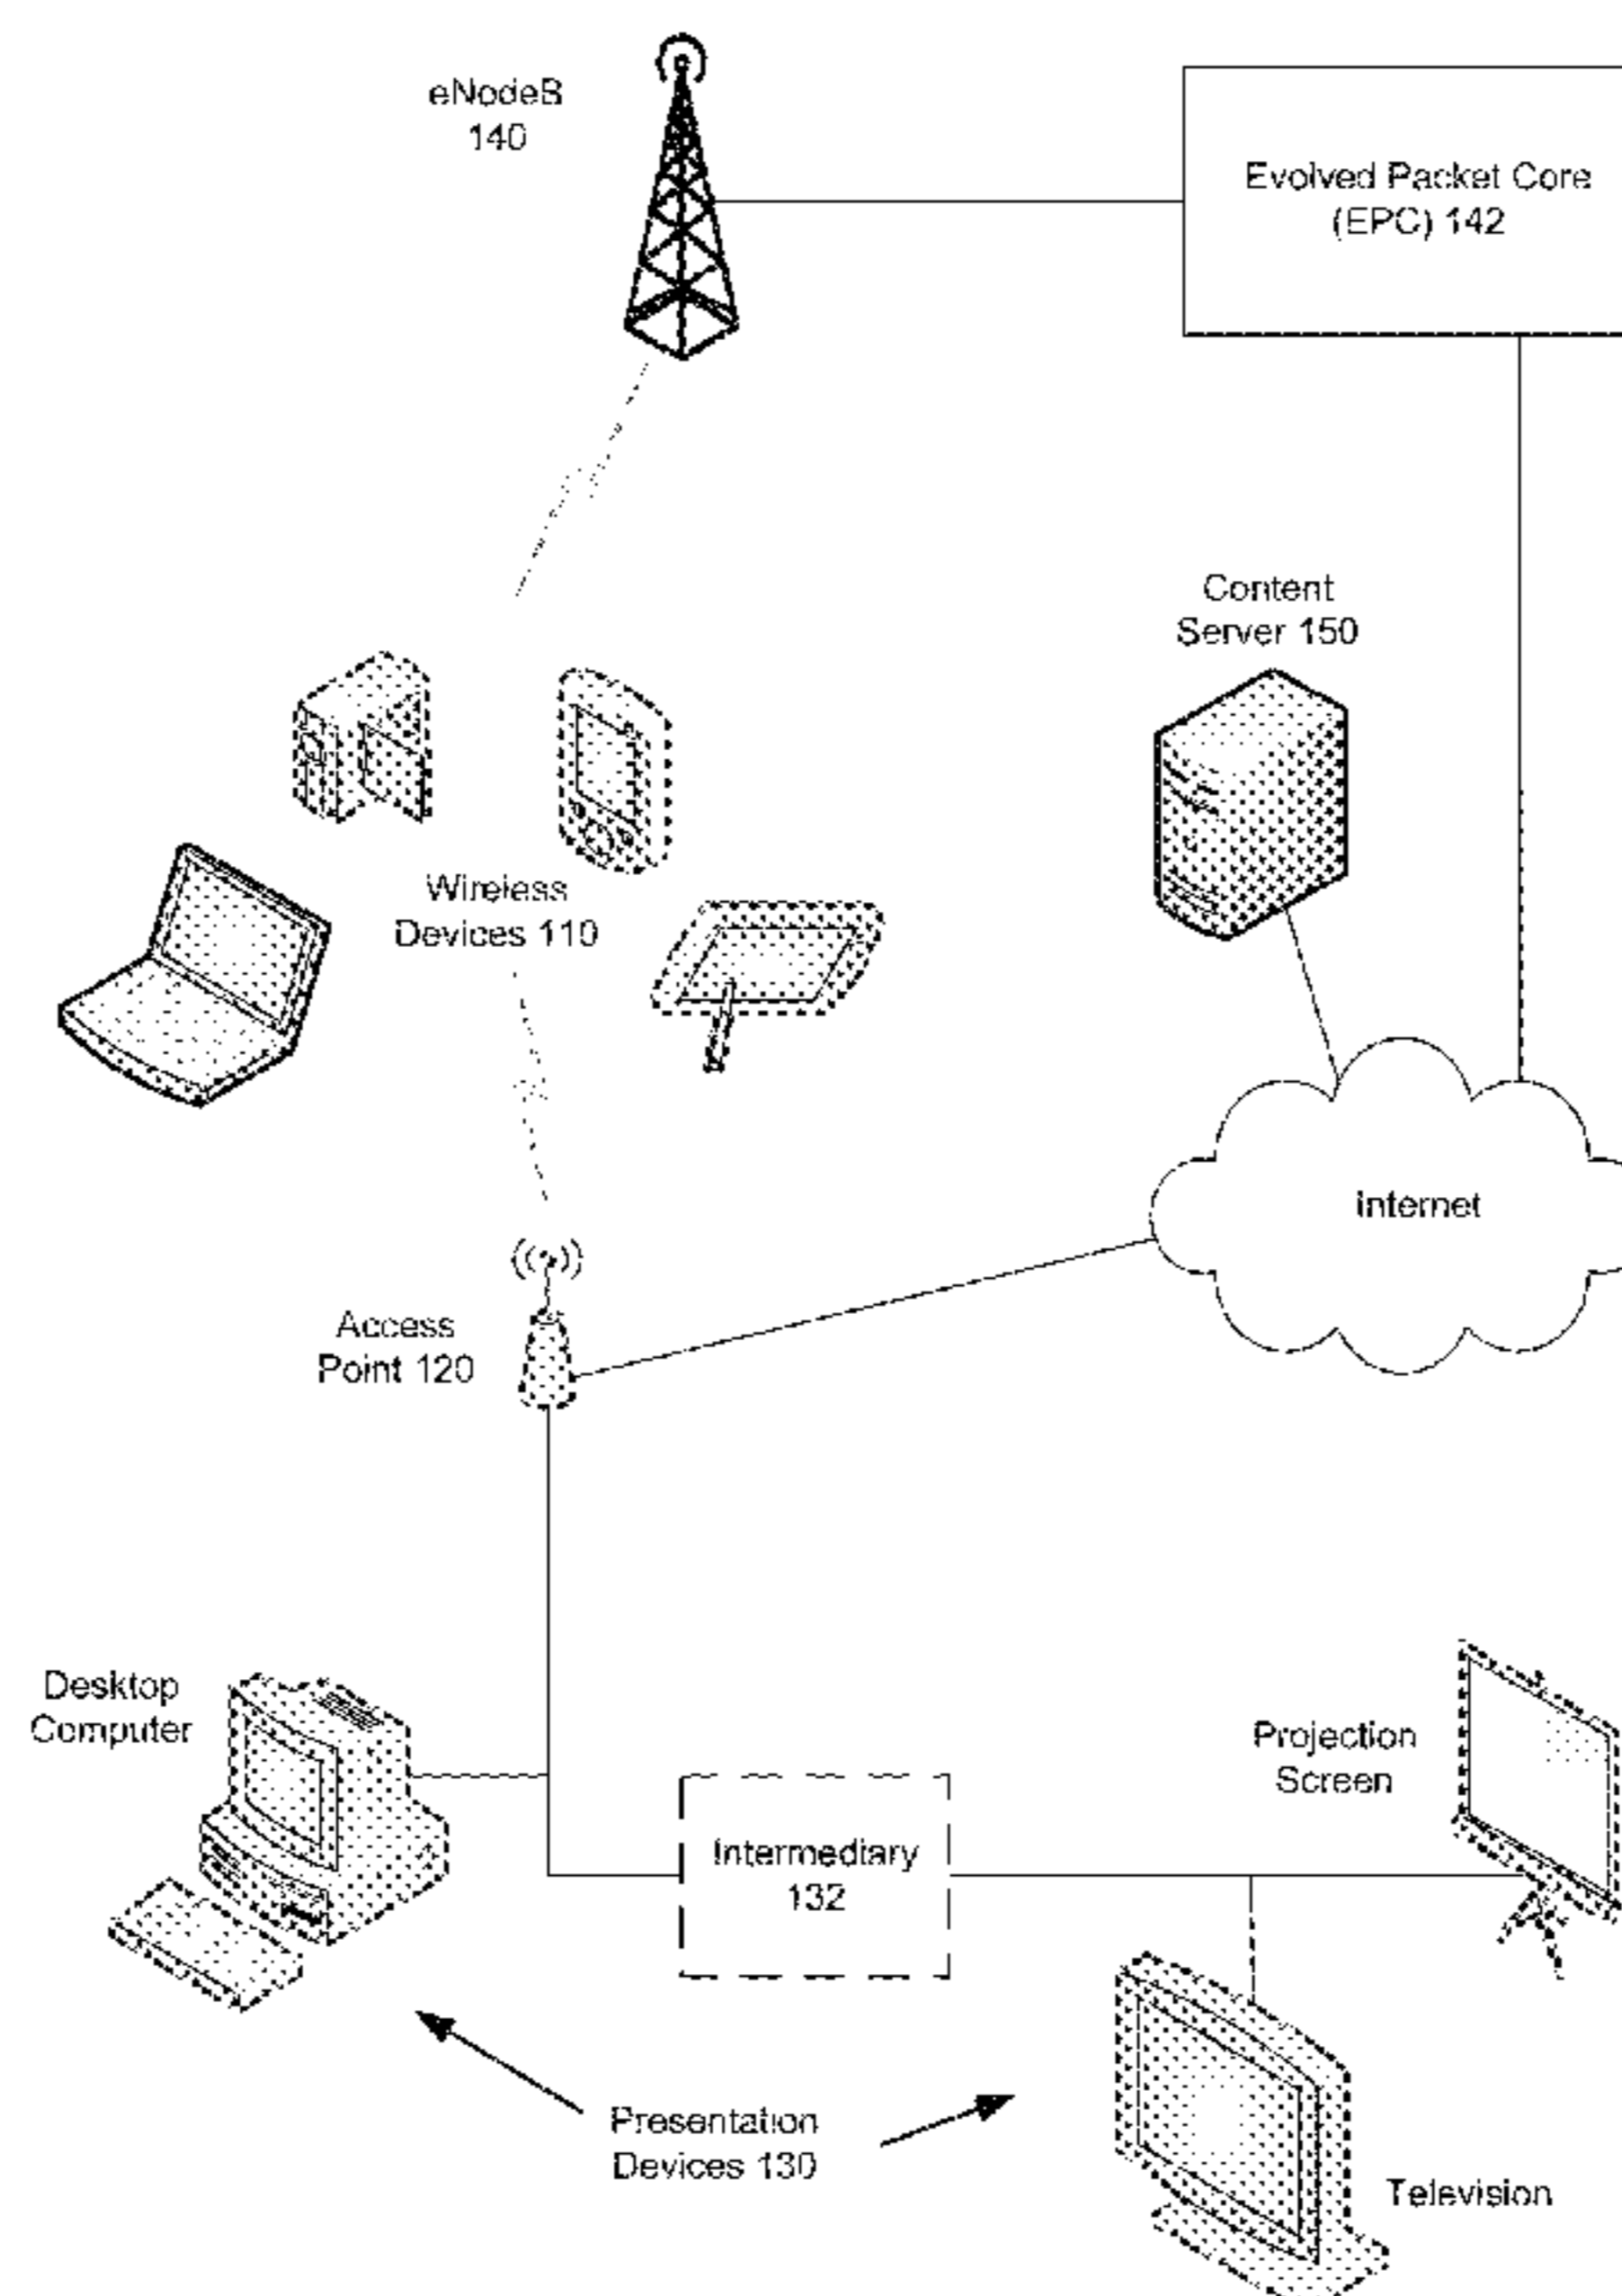 eNodeB
140
Evolved Packet Core
(EPC) 142
Content
Server 150
Wireless
Devices 110
Internet
Access
Point 120
Desktop
Computer
Projection
Screen
Intermediary
132
Presentation
Devices 130
Television